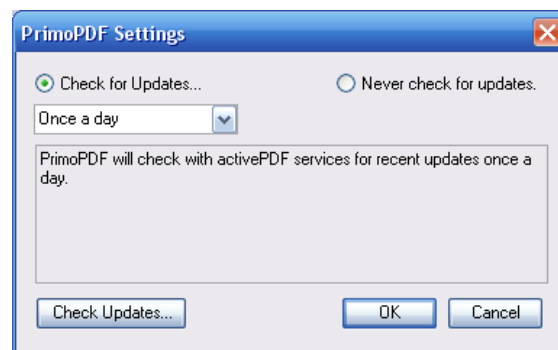 PrimoPDF Settings
Check for Updates...
Never check for updates.
Once a day
PrimoPDF will check with activePDF services for recent updates once a
day.
Check Updates...
OK
Cancel